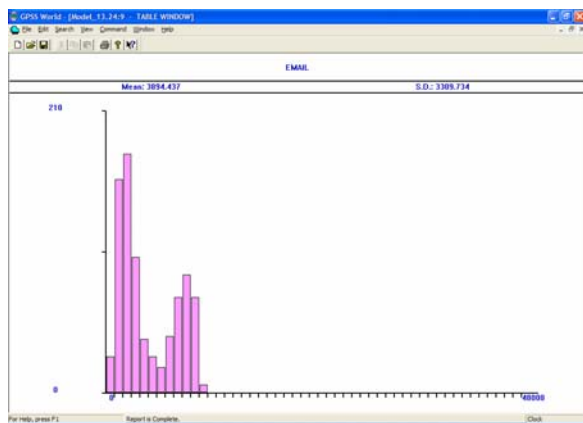 GPSS World - [Model_13.24:9 - TABLE WINDOW]
File Edit Search View Command Window Help
EMAIL
Mean: 3894.437 S.D.: 3309.734
210
0
0 40000
For Help, press F1 Report is Complete. Clock